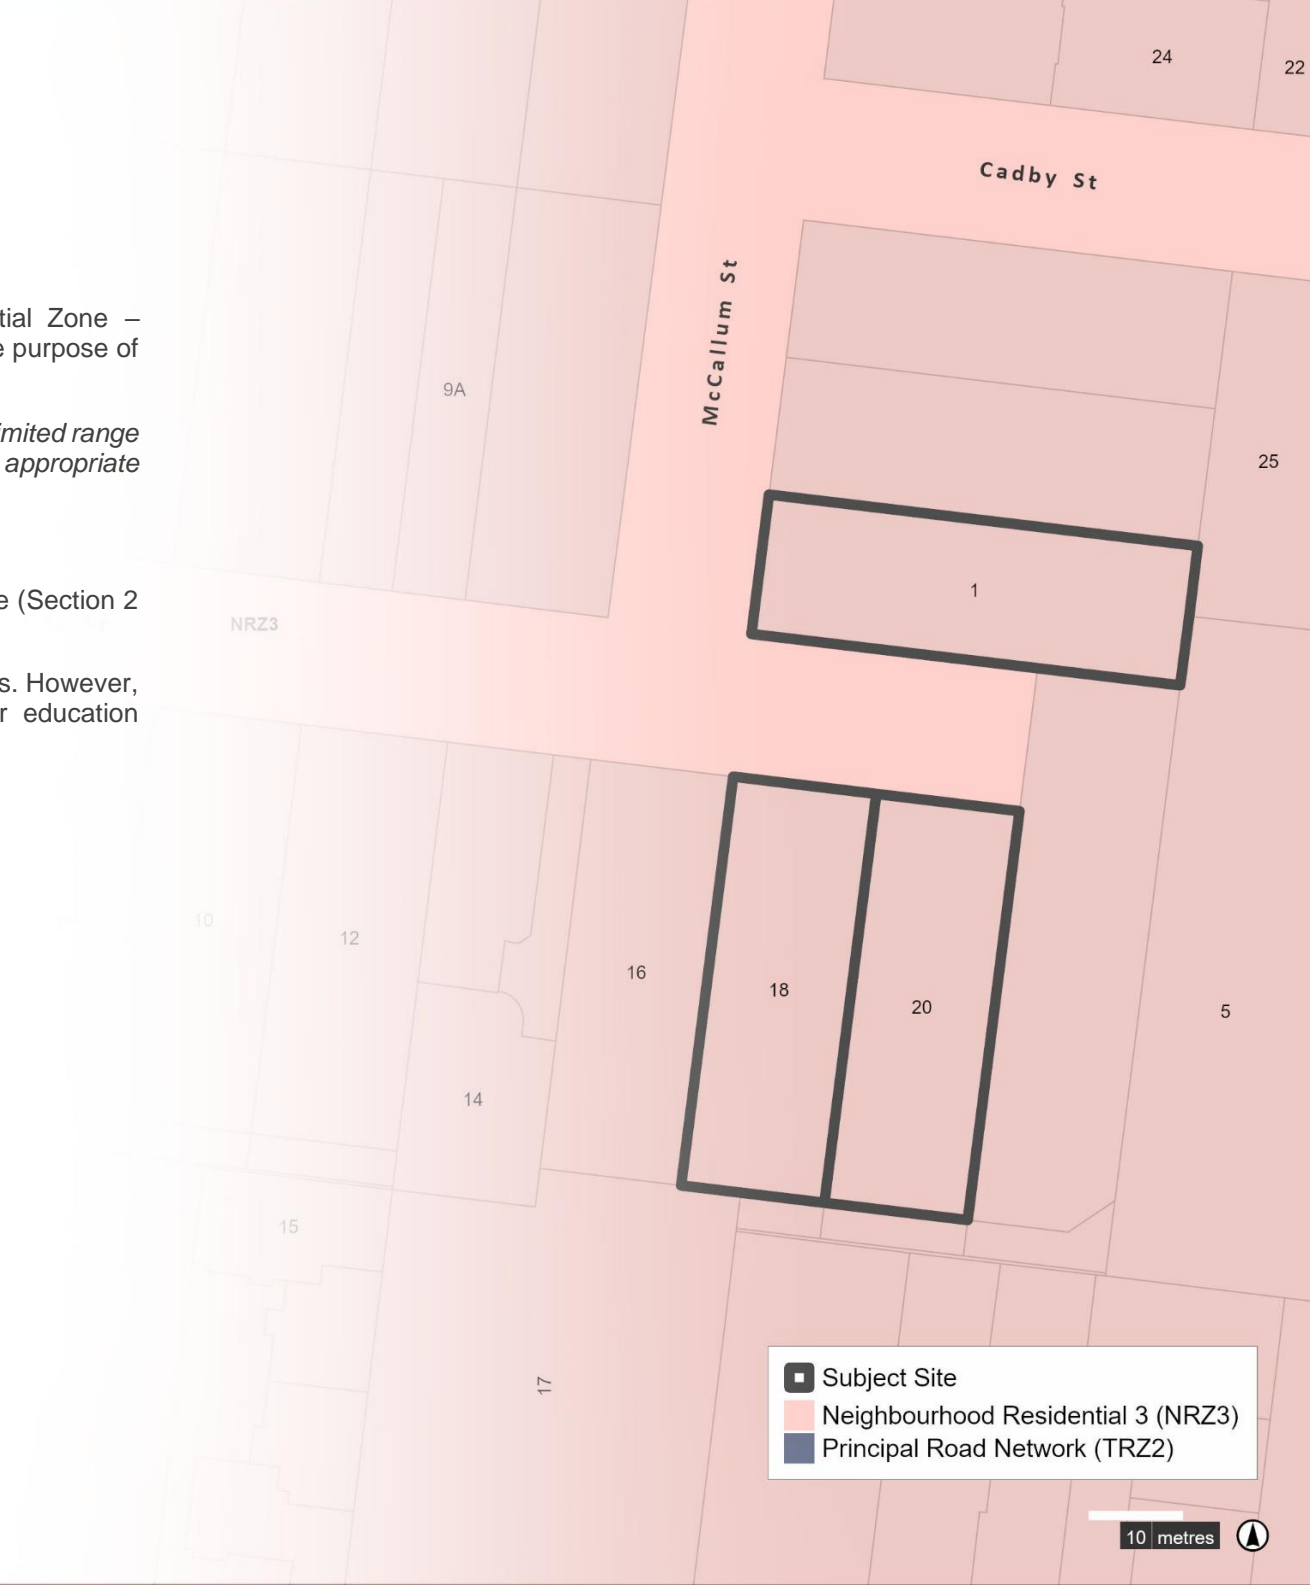 tial Zone –
e purpose of
imited range
appropriate
e (Section 2
s. However,
r education
24
22
Cadby St
McCallum St
9A
25
1
NRZ3
10
12
16
18
20
5
14
15
17
Subject Site
Neighbourhood Residential 3 (NRZ3)
Principal Road Network (TRZ2)
10 metres